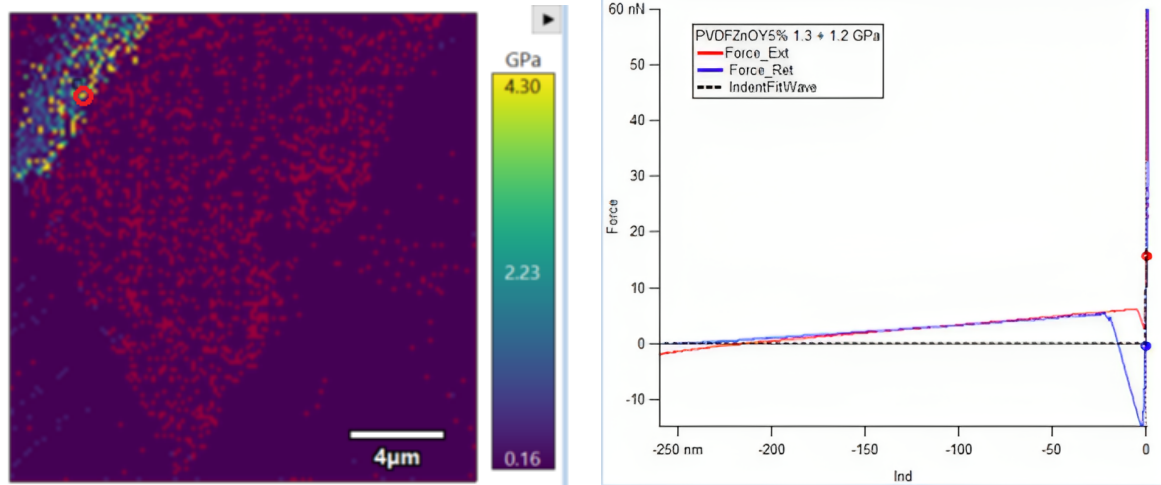 GPa
4.30
2.23
0.16
4µm
60 nN
50
40
30
20
10
0
-10
Force
PVDFZnOY5% 1.3 + 1.2 GPa
Force_Ext
Force_Ret
IndentFitWave
-250 nm
-200
-150
-100
-50
0
Ind